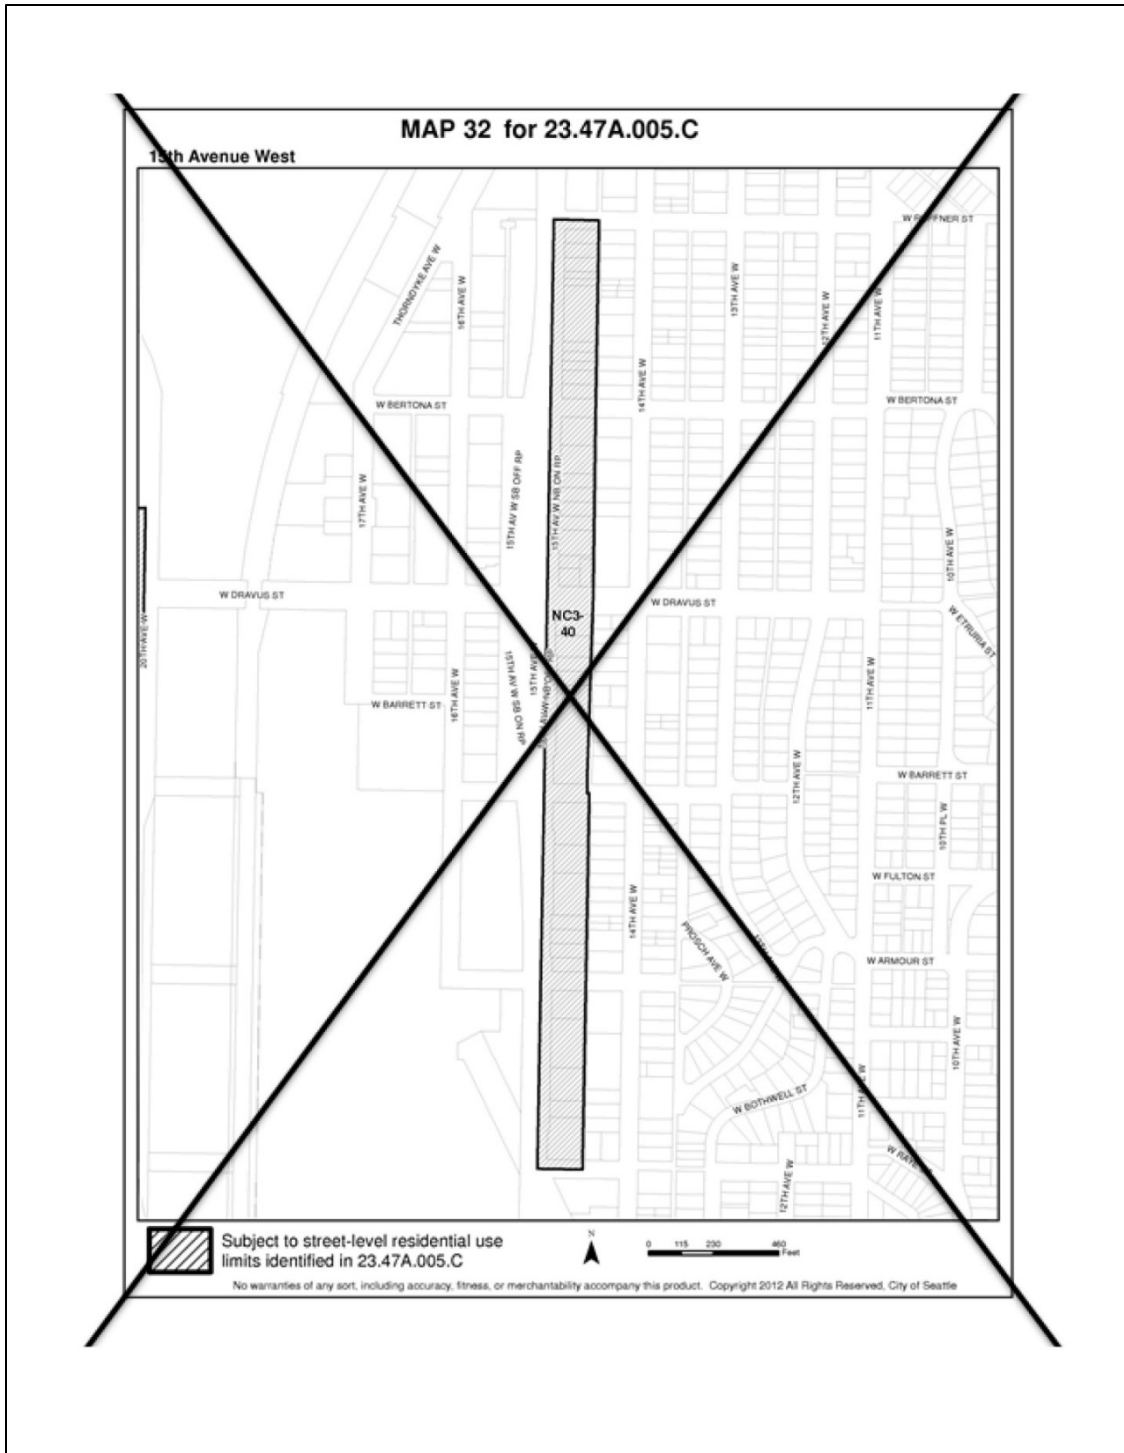 MAP 32 for 23.47A.005.C
15th Avenue West
W RUFFNER ST
THORNDYKE AVE W
16TH AVE W
13TH AVE W
12TH AVE W
11TH AVE W
14TH AVE W
W BERTONA ST
W BERTONA ST
17TH AVE W
15TH AV W SB OFF RP
15TH AV W NB ON RP
10TH AVE W
W DRAVUS ST
W DRAVUS ST
NC3-
40
W ETRURIA ST
20TH AVE W
16TH AVE W
15TH AV W SB ON RP
15TH AVE
11TH AVE W
W BARRETT ST
12TH AVE W
W BARRETT ST
10TH PL W
W FULTON ST
14TH AVE W
PROSCH AVE W
W ARMOUR ST
10TH AVE W
11TH AVE W
W BOTHWELL ST
W RAYE ST
12TH AVE W
Subject to street-level residential use
limits identified in 23.47A.005.C
N
0 115 230 460
Feet
No warranties of any sort, including accuracy, fitness, or merchantability accompany this product. Copyright 2012 All Rights Reserved, City of Seattle